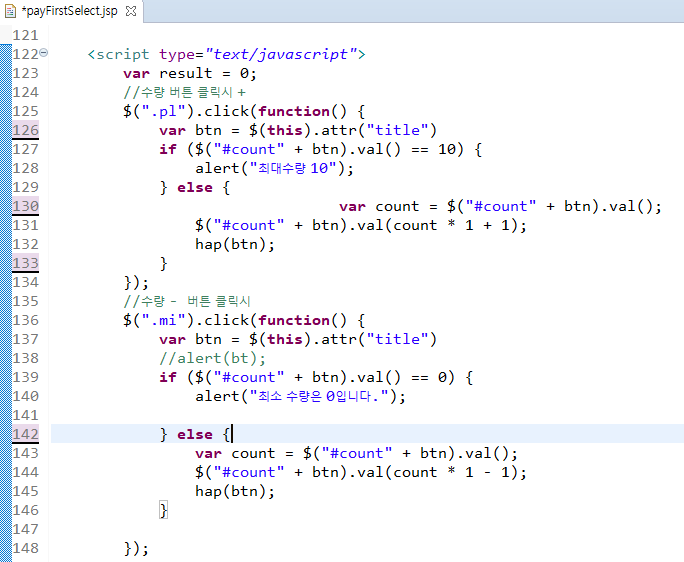 *payFirstSelect.jsp
121
122 <script type="text/javascript">
123 var result = 0;
124 //수량 버튼 클릭시 +
125 $(".pl").click(function() {
126 var btn = $(this).attr("title")
127 if ($("#count" + btn).val() == 10) {
128 alert("최대수량 10");
129 } else {
130 var count = $("#count" + btn).val();
131 $("#count" + btn).val(count * 1 + 1);
132 hap(btn);
133 }
134 });
135 //수량 - 버튼 클릭시
136 $(".mi").click(function() {
137 var btn = $(this).attr("title")
138 //alert(bt);
139 if ($("#count" + btn).val() == 0) {
140 alert("최소 수량은 0입니다.");
141
142 } else {
143 var count = $("#count" + btn).val();
144 $("#count" + btn).val(count * 1 - 1);
145 hap(btn);
146 }
147
148 });